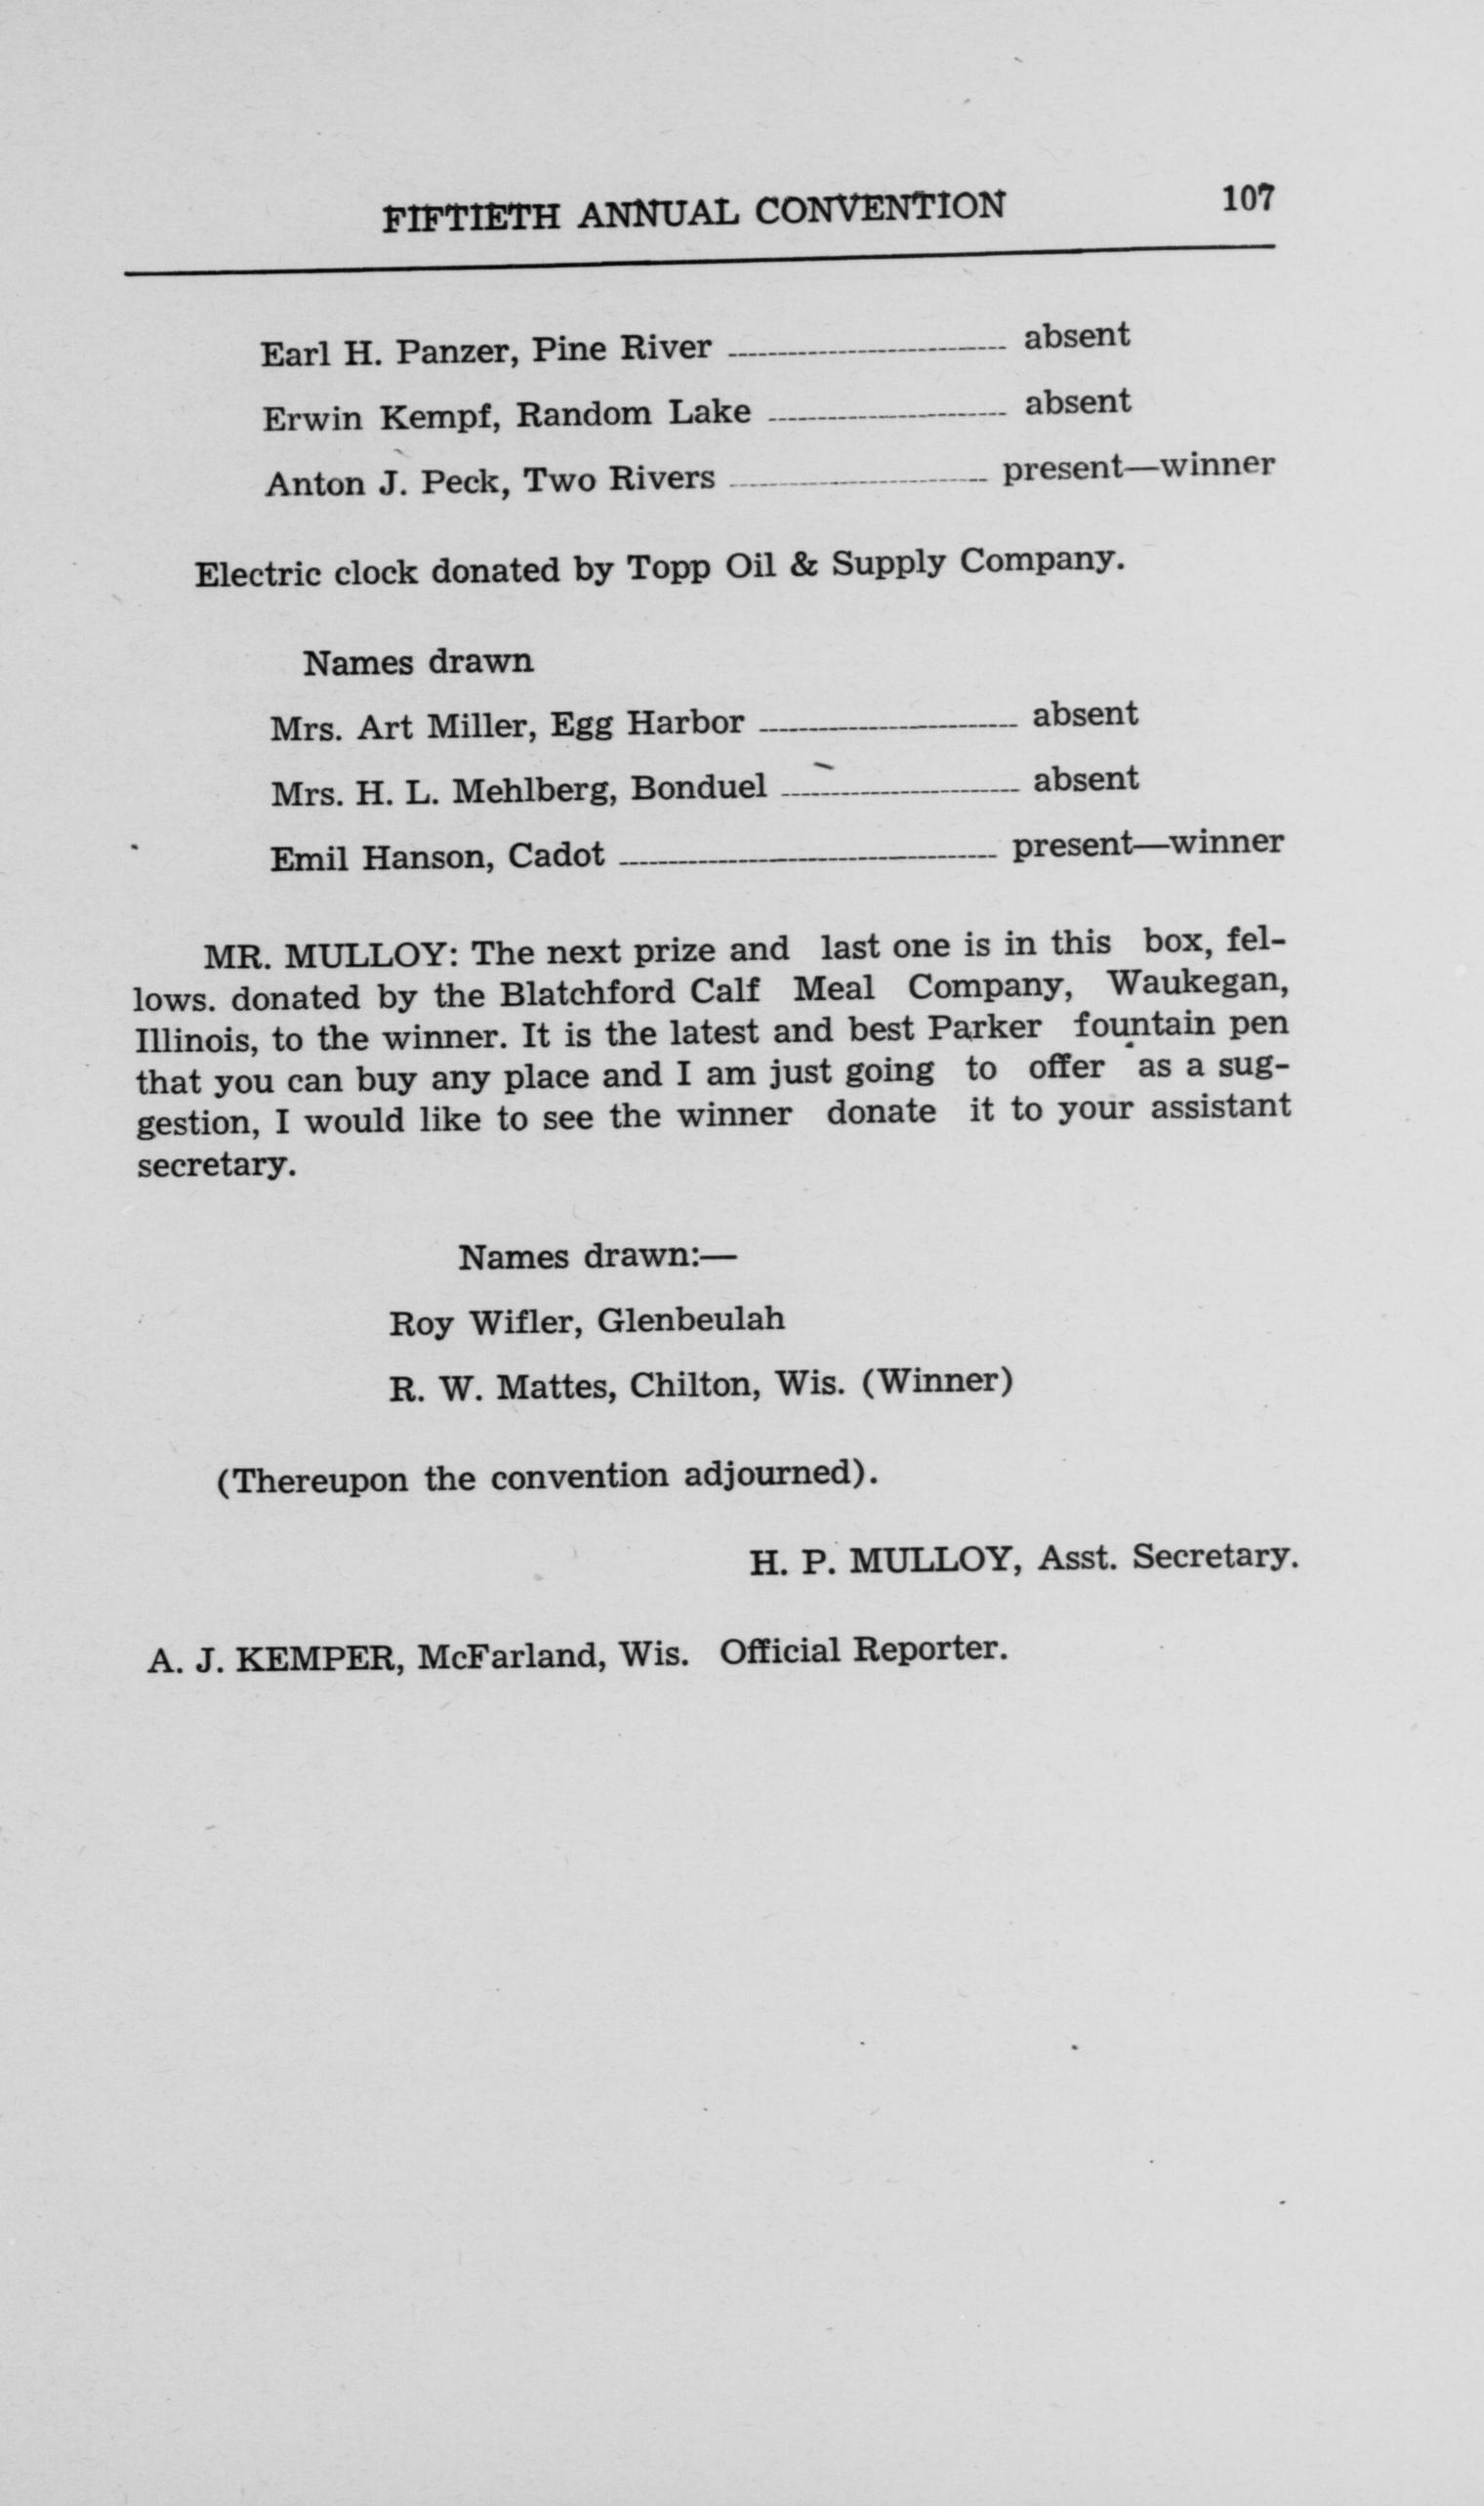 FIFTIETH ANNUAL CONVENTION 107
Earl H. Panzer, Pine River ---------------------------- absent
Erwin Kempf, Random Lake ------------------------ absent
Anton J. Peck, Two Rivers -------------------------- present—winner
Electric clock donated by Topp Oil & Supply Company.
Names drawn
Mrs. Art Miller, Egg Harbor -------------------------- absent
Mrs. H. L. Mehlberg, Bonduel ------------------------ absent
Emil Hanson, Cadot -------------------------------------- present—winner
MR. MULLOY: The next prize and last one is in this box, fel-
lows. donated by the Blatchford Calf Meal Company, Waukegan,
Illinois, to the winner. It is the latest and best Parker fountain pen
that you can buy any place and I am just going to offer as a sug-
gestion, I would like to see the winner donate it to your assistant
secretary.
Names drawn:—
Roy Wifler, Glenbeulah
R. W. Mattes, Chilton, Wis. (Winner)
(Thereupon the convention adjourned).
H. P. MULLOY, Asst. Secretary.
A. J. KEMPER, McFarland, Wis. Official Reporter.